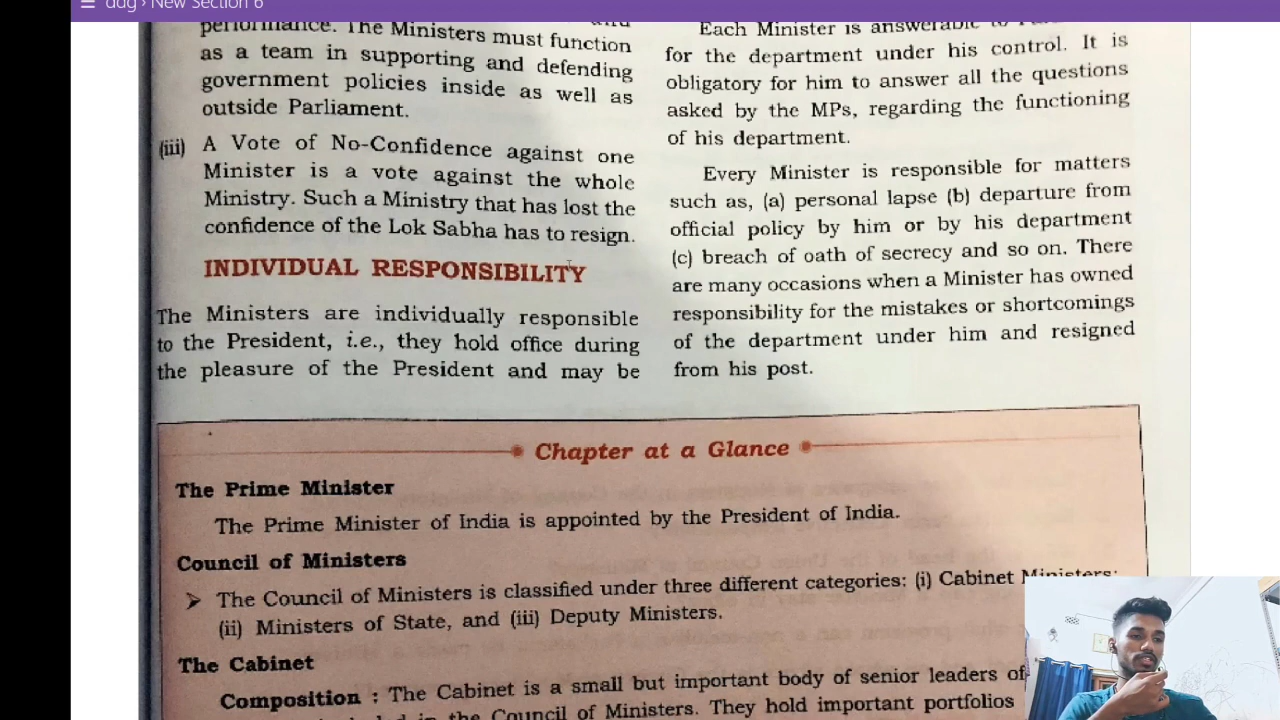 dag › New Section 6
performance. The Ministers must function
as a team in supporting and defending
government policies inside as well as
outside Parliament.
(iii) A Vote of No-Confidence against one
Minister is a vote against the whole
Ministry. Such a Ministry that has lost the
confidence of the Lok Sabha has to resign.
INDIVIDUAL RESPONSIBILITY
The Ministers are individually responsible
to the President, i.e., they hold office during
the pleasure of the President and may be
Each Minister is answerable to
for the department under his control. It is
obligatory for him to answer all the questions
asked by the MPs, regarding the functioning
of his department.
Every Minister is responsible for matters
such as, (a) personal lapse (b) departure from
official policy by him or by his department
(c) breach of oath of secrecy and so on. There
are many occasions when a Minister has owned
responsibility for the mistakes or shortcomings
of the department under him and resigned
from his post.
Chapter at a Glance
The Prime Minister
The Prime Minister of India is appointed by the President of India.
Council of Ministers
➤ The Council of Ministers is classified under three different categories: (i) Cabinet Ministers;
(ii) Ministers of State, and (iii) Deputy Ministers.
The Cabinet
Composition : The Cabinet is a small but important body of senior leaders of
in the Council of Ministers. They hold important portfolios